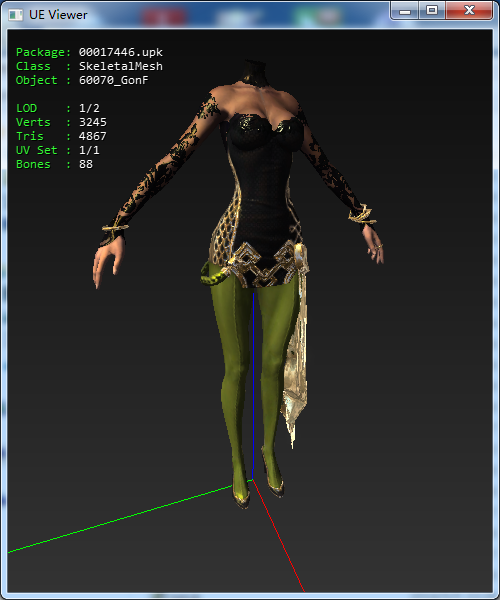 UE Viewer
Package: 00017446.upk
Class : SkeletalMesh
Object : 60070_GonF
LOD : 1/2
Verts : 3245
Tris : 4867
UV Set : 1/1
Bones : 88